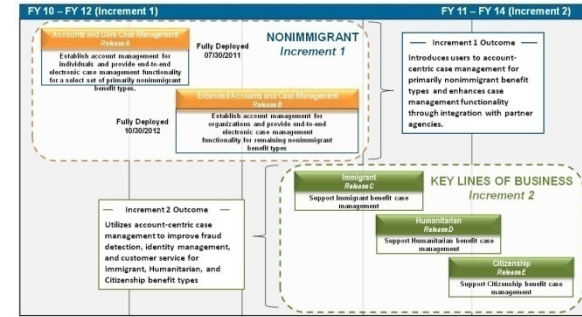 FY 10 – FY 12 (Increment 1)
FY 11 – FY 14 (Increment 2)
Accounts and Core Case Management
Release A
Establish account management for
individuals and provide end-to-end
electronic case management functionality
for a select set of primarily nonimmigrant
benefit types.
Fully Deployed
07/30/2011
NONIMMIGRANT
Increment 1
Extended Accounts and Case Management
Release B
Establish account management for
organizations and provide end-to-end
electronic case management
functionality for remaining nonimmigrant
benefit types
Fully Deployed
10/30/2012
Increment 1 Outcome
Introduces users to account-
centric case management for
primarily nonimmigrant benefit
types and enhances case
management functionality
through integration with partner
agencies.
Increment 2 Outcome
Utilizes account-centric case
management to improve fraud
detection, identity management,
and customer service for
Immigrant, Humanitarian, and
Citizenship benefit types
Immigrant
Release C
Support Immigrant benefit case
management
KEY LINES OF BUSINESS
Increment 2
Humanitarian
Release D
Support Humanitarian benefit case
management
Citizenship
Release E
Support Citizenship benefit case
management